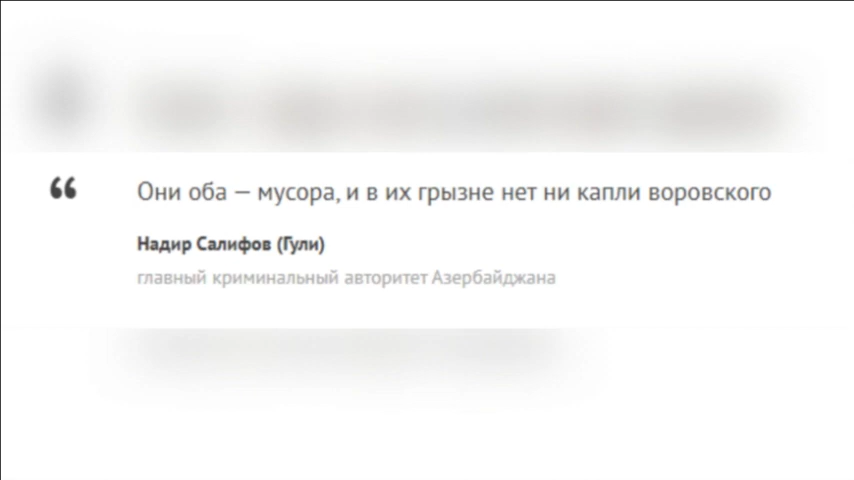 “ Они оба — мусора, и в их грызне нет ни капли воровского
Надир Салифов (Гули)
главный криминальный авторитет Азербайджана